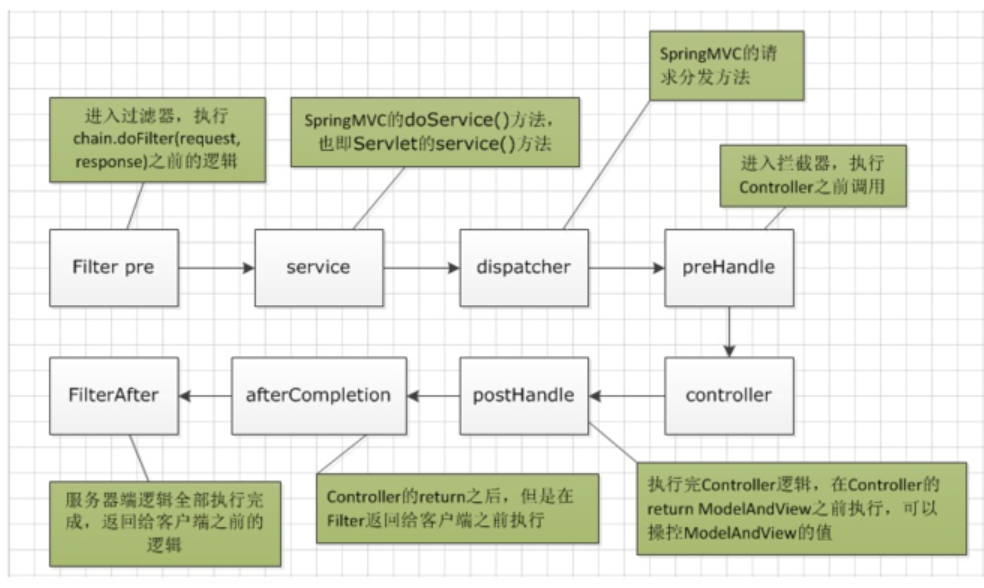 SpringMVC的请
求分发方法
进入过滤器，执行
chain.doFilter(request,
response)之前的逻辑
SpringMVC的doService()方法，
也即Servlet的service()方法
进入拦截器，执行
Controller之前调用
Filter pre
service
dispatcher
preHandle
FilterAfter
afterCompletion
postHandle
controller
服务器端逻辑全部执行完
成，返回给客户端之前的
逻辑
Controller的return之后，但是在
Filter返回给客户端之前执行
执行完Controller逻辑，在Controller的
return ModelAndView之前执行，可以
操控ModelAndView的值